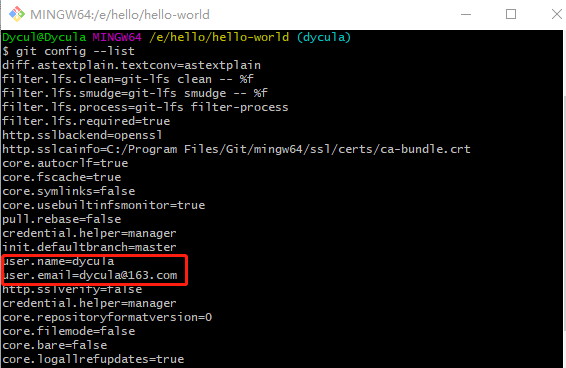 MINGW64:/e/hello/hello-world
Dycul@Dycula MINGW64 /e/hello/hello-world (dycula)
$ git config --list
diff.astextplain.textconv=astextplain
filter.lfs.clean=git-lfs clean -- %f
filter.lfs.smudge=git-lfs smudge -- %f
filter.lfs.process=git-lfs filter-process
filter.lfs.required=true
http.sslbackend=openssl
http.sslcainfo=C:/Program Files/Git/mingw64/ssl/certs/ca-bundle.crt
core.autocrlf=true
core.fscache=true
core.symlinks=false
core.usebuiltinfsmonitor=true
pull.rebase=false
credential.helper=manager
init.defaultbranch=master
user.name=dycula
user.email=dycula@163.com
http.sslverify=false
credential.helper=manager
core.repositoryformatversion=0
core.filemode=false
core.bare=false
core.logallrefupdates=true